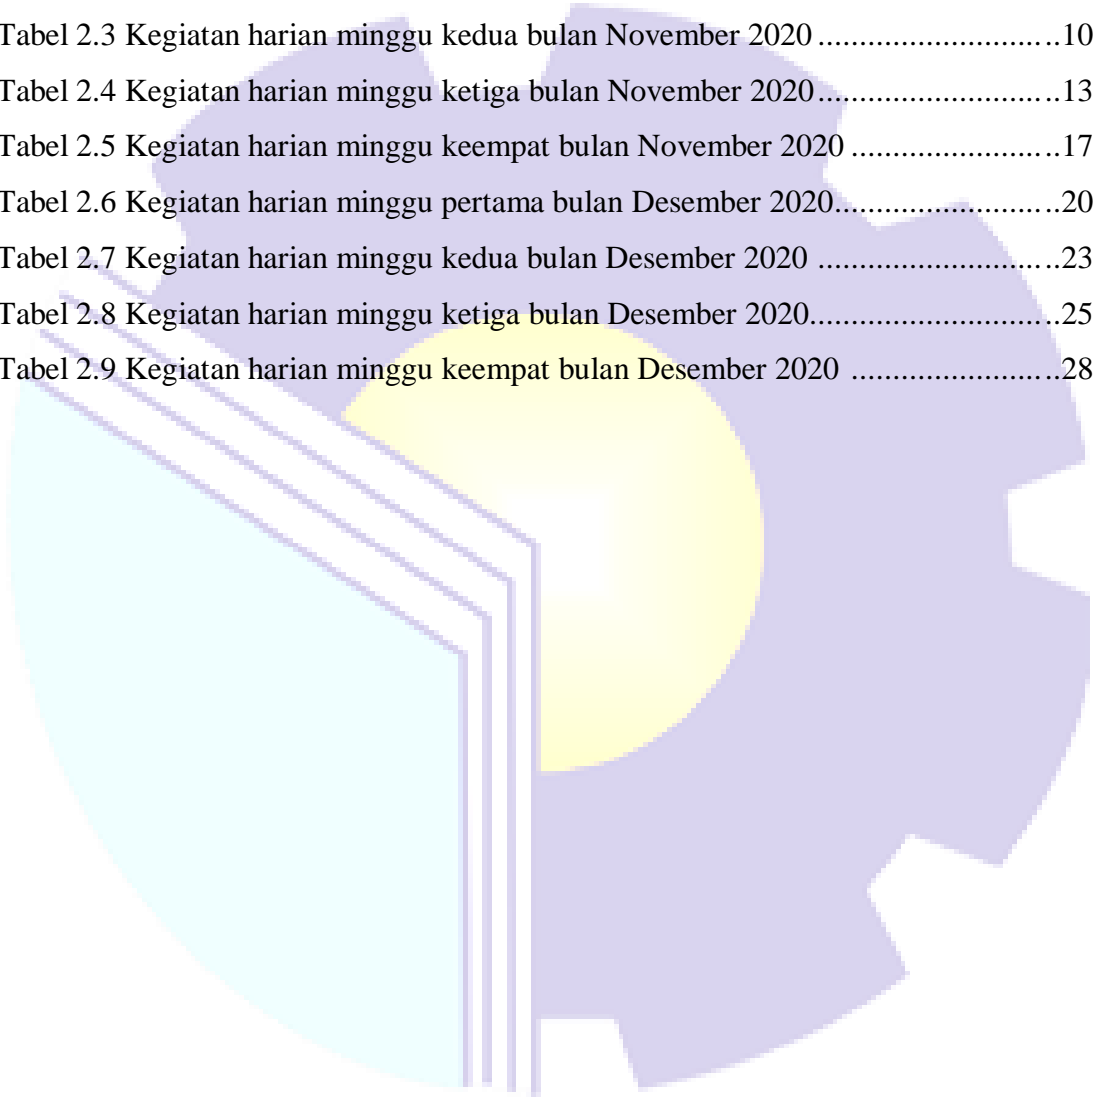 Tabel 2.3 Kegiatan harian minggu kedua bulan November 2020 ..............................10
Tabel 2.4 Kegiatan harian minggu ketiga bulan November 2020..............................13
Tabel 2.5 Kegiatan harian minggu keempat bulan November 2020 ..........................17
Tabel 2.6 Kegiatan harian minggu pertama bulan Desember 2020............................20
Tabel 2.7 Kegiatan harian minggu kedua bulan Desember 2020 ..............................23
Tabel 2.8 Kegiatan harian minggu ketiga bulan Desember 2020...............................25
Tabel 2.9 Kegiatan harian minggu keempat bulan Desember 2020 ..........................28